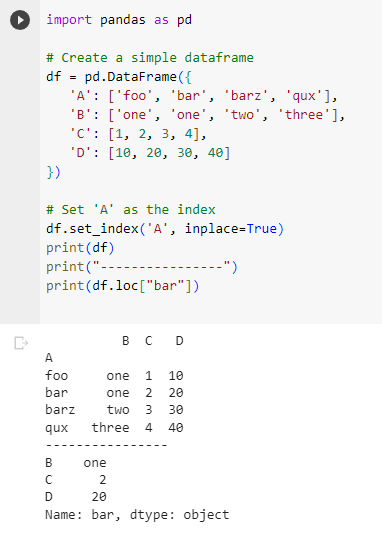 import pandas as pd
# Create a simple dataframe
df = pd.DataFrame({
'A': ['foo', 'bar', 'barz', 'qux'],
'B': ['one', 'one', 'two', 'three'],
'C': [1, 2, 3, 4],
'D': [10, 20, 30, 40]
})
# Set 'A' as the index
df.set_index('A', inplace=True)
print(df)
print("----------------")
print(df.loc["bar"])
B C D
A
foo one 1 10
bar one 2 20
barz two 3 30
qux three 4 40
----------------
B one
C 2
D 20
Name: bar, dtype: object